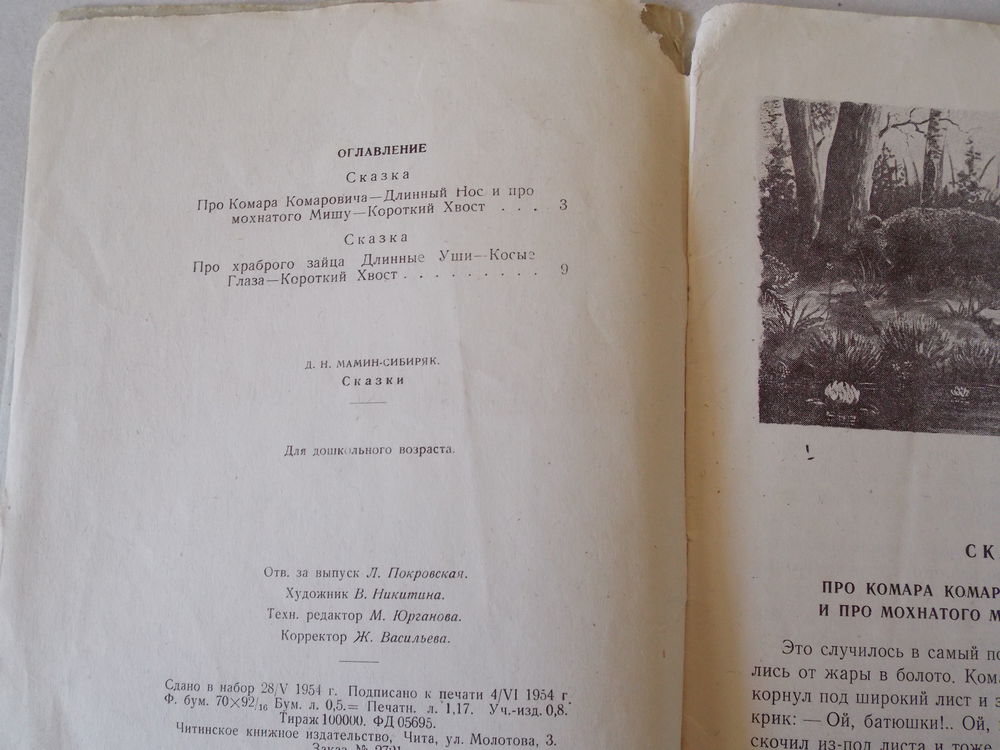 ОГЛАВЛЕНИЕ
Сказка
Про Комара Комаровича—Длинный Нос и про
мохнатого Мишу—Короткий Хвост . . . 3
Сказка
Про храброго зайца Длинные Уши—Косые
Глаза—Короткий Хвост . . . . . . . . . 9
Д. Н. МАМИН-СИБИРЯК.
Сказки
Для дошкольного возраста.
Отв. за выпуск Л. Покровская.
Художник В. Никитина.
Техн. редактор М. Юрганова.
Корректор Ж. Васильева.
Сдано в набор 28/V 1954 г. Подписано к печати 4/VI 1954 г.
Ф. бум. 70×92/16 Бум. л. 0,5.= Печатн. л. 1,17. Уч.-изд. 0,8.
Тираж 100000. ФД 05695.
Читинское книжное издательство, Чита, ул. Молотова, 3.
Заказ №
СК
ПРО КОМАРА КОМАР
И ПРО МОХНАТОГО М
Это случилось в самый по
лись от жары в болото. Кома
корнул под широкий лист и з
крик: — Ой, батюшки!.. Ой,
скочил из-под листа и тоже